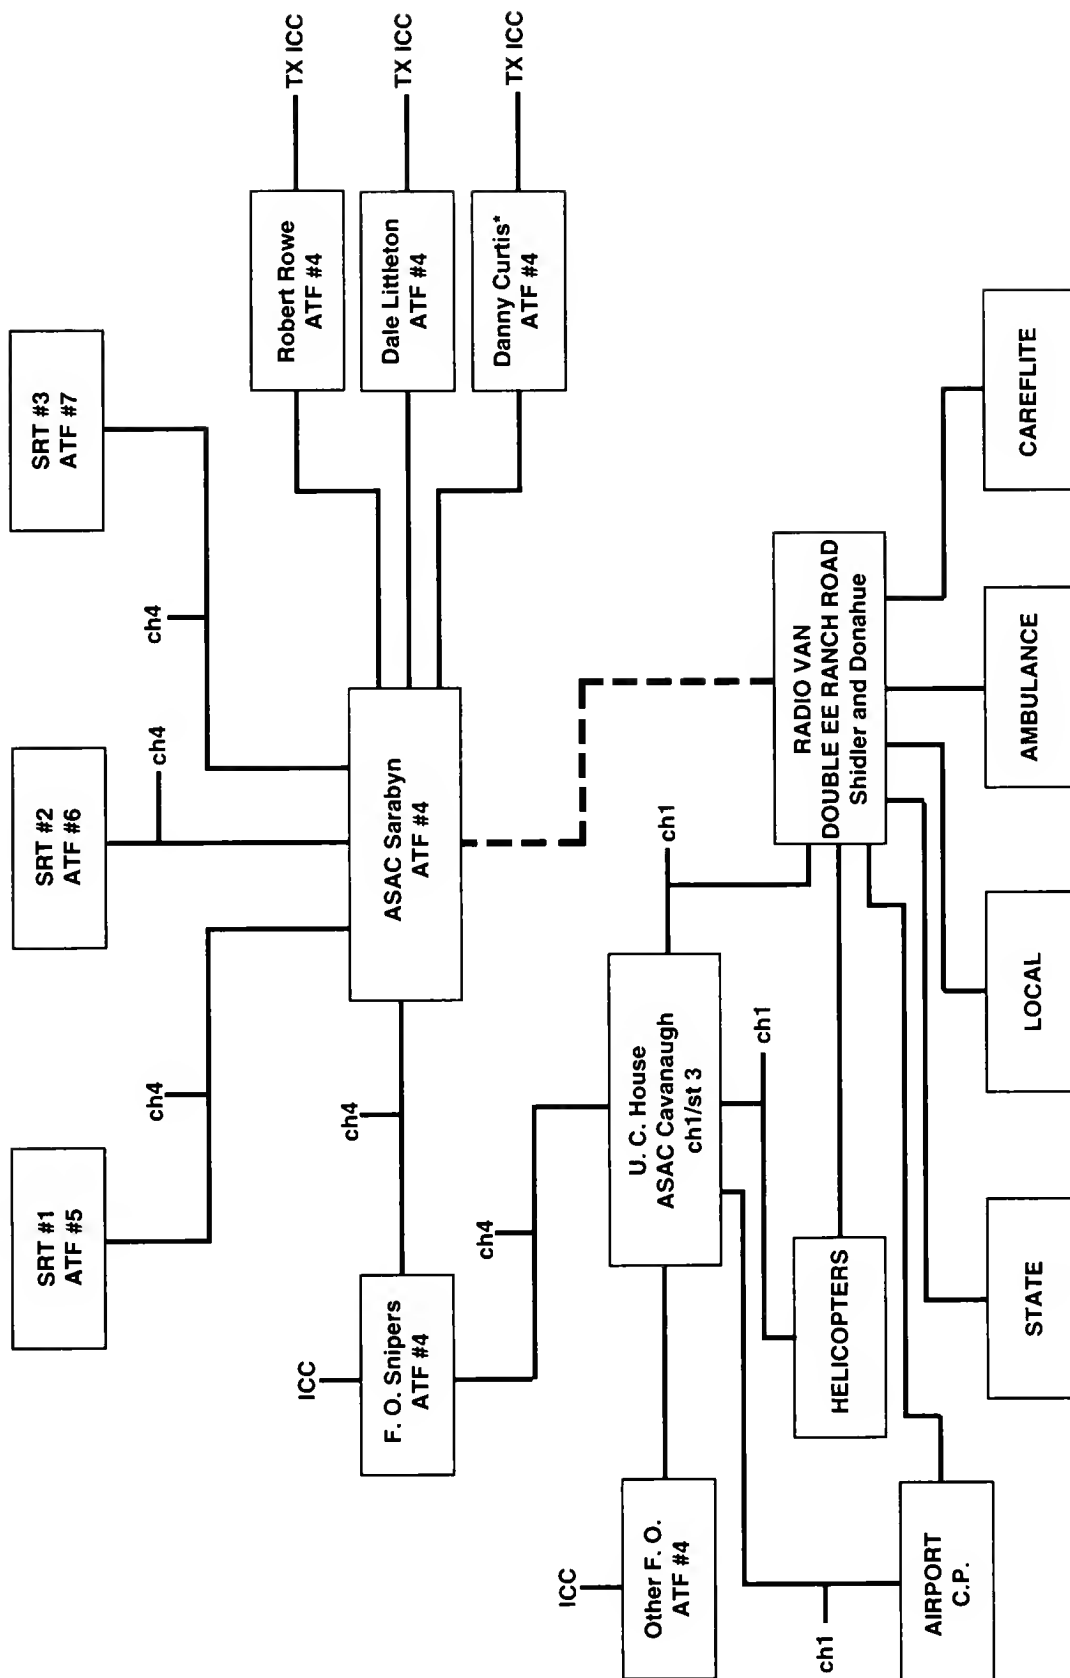 SRT #1
ATF #5
SRT #2
ATF #6
SRT #3
ATF #7
ch4
ch4
ch4
ICC
F. O. Snipers
ATF #4
ch4
ASAC Sarabyn
ATF #4
Robert Rowe
ATF #4
TX ICC
Dale Littleton
ATF #4
TX ICC
Danny Curtis*
ATF #4
TX ICC
ch4
ICC
Other F. O.
ATF #4
U. C. House
ASAC Cavanaugh
ch1/st 3
ch1
ch1
ch1
RADIO VAN
DOUBLE EE RANCH ROAD
Shidler and Donahue
HELICOPTERS
AIRPORT
C.P.
STATE
LOCAL
AMBULANCE
CAREFLITE